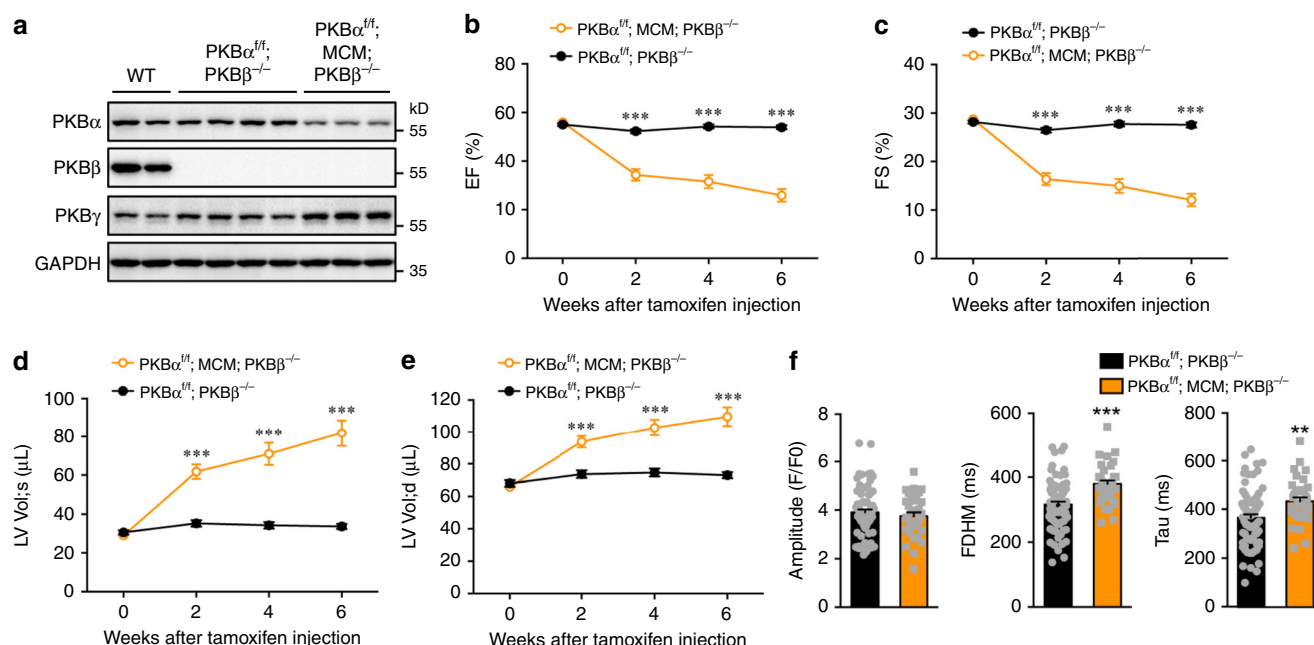 a
WT
PKBα^f/f;
PKBβ^−/−
PKBα^f/f;
MCM;
PKBβ^−/−
kD
PKBα
55
PKBβ
55
PKBγ
55
GAPDH
35
b
PKBα^f/f; MCM; PKBβ^−/−
PKBα^f/f; PKBβ^−/−
EF (%)
60
40
10
0
***
***
***
0 2 4 6
Weeks after tamoxifen injection
c
PKBα^f/f; PKBβ^−/−
PKBα^f/f; MCM; PKBβ^−/−
FS (%)
40
30
20
10
0
***
***
***
0 2 4 6
Weeks after tamoxifen injection
d
PKBα^f/f; MCM; PKBβ^−/−
PKBα^f/f; PKBβ^−/−
LV Vol;s (μL)
100
80
60
40
20
0
***
***
***
0 2 4 6
Weeks after tamoxifen injection
e
PKBα^f/f; MCM; PKBβ^−/−
PKBα^f/f; PKBβ^−/−
LV Vol;d (μL)
120
100
80
60
40
20
0
***
***
***
0 2 4 6
Weeks after tamoxifen injection
f
PKBα^f/f; PKBβ^−/−
PKBα^f/f; MCM; PKBβ^−/−
Amplitude (F/F0)
8
6
4
2
0
FDHM (ms)
600
400
200
0
***
Tau (ms)
800
600
400
200
0
**